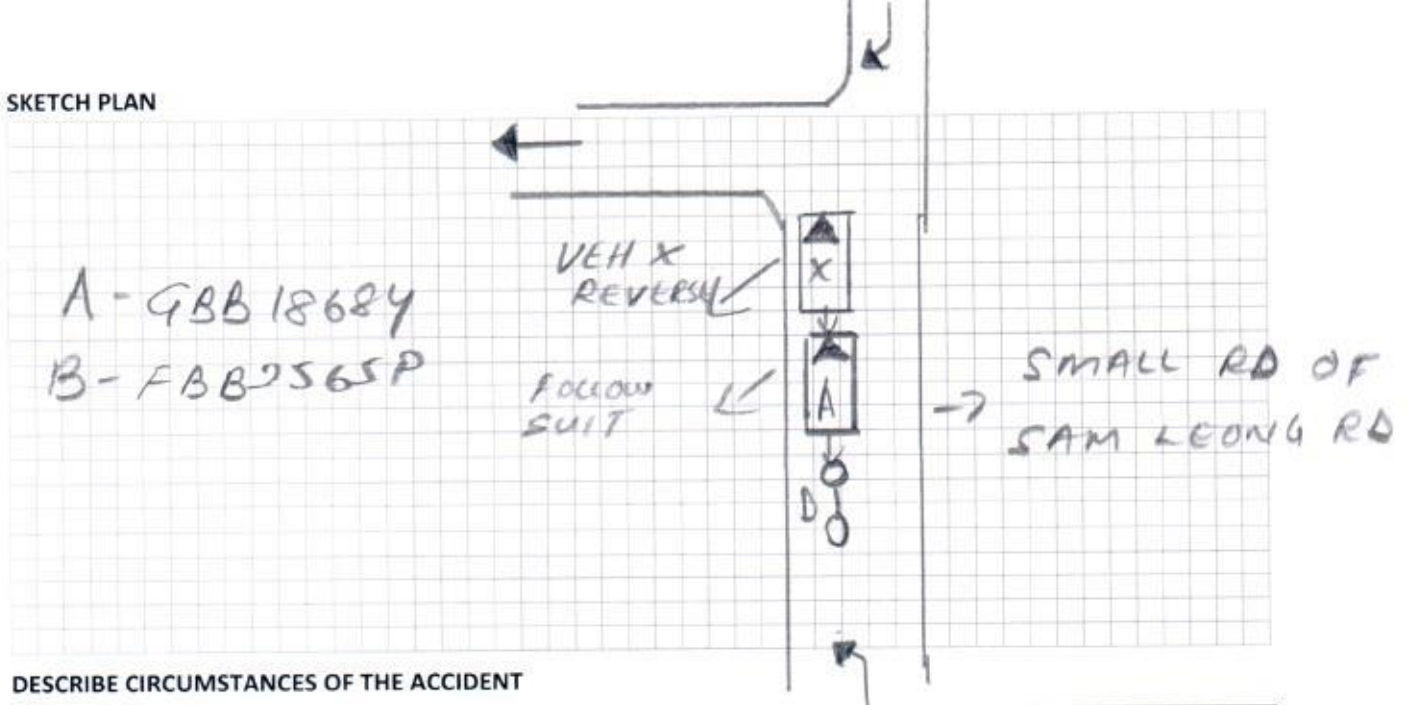 SKETCH PLAN
A - GBB 1868Y
B - FBB7565P
VEH X
REVERSE
FOLLOW
SUIT
X
A
B
→ SMALL RD OF
SAM LEONG RD
DESCRIBE CIRCUMSTANCES OF THE ACCIDENT